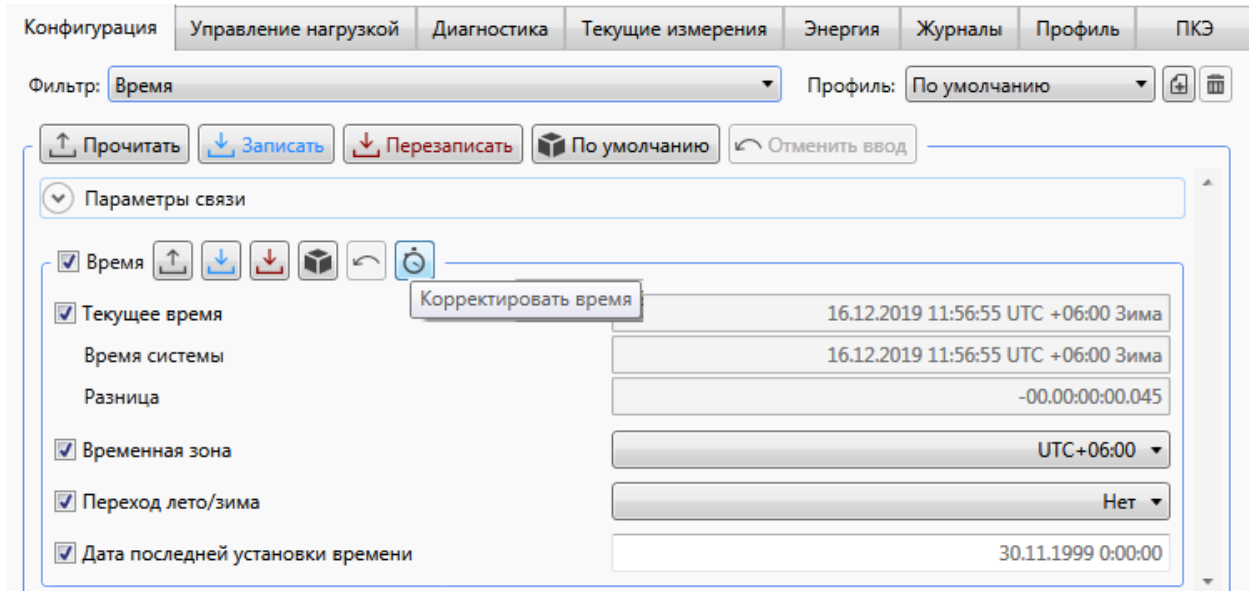 Конфигурация Управление нагрузкой Диагностика Текущие измерения Энергия Журналы Профиль ПКЭ
Фильтр: Время Профиль: По умолчанию
Прочитать Записать Перезаписать По умолчанию Отменить ввод
Параметры связи
Время
Корректировать время
Текущее время 16.12.2019 11:56:55 UTC +06:00 Зима
Время системы 16.12.2019 11:56:55 UTC +06:00 Зима
Разница -00.00:00:00.045
Временная зона UTC+06:00
Переход лето/зима Нет
Дата последней установки времени 30.11.1999 0:00:00